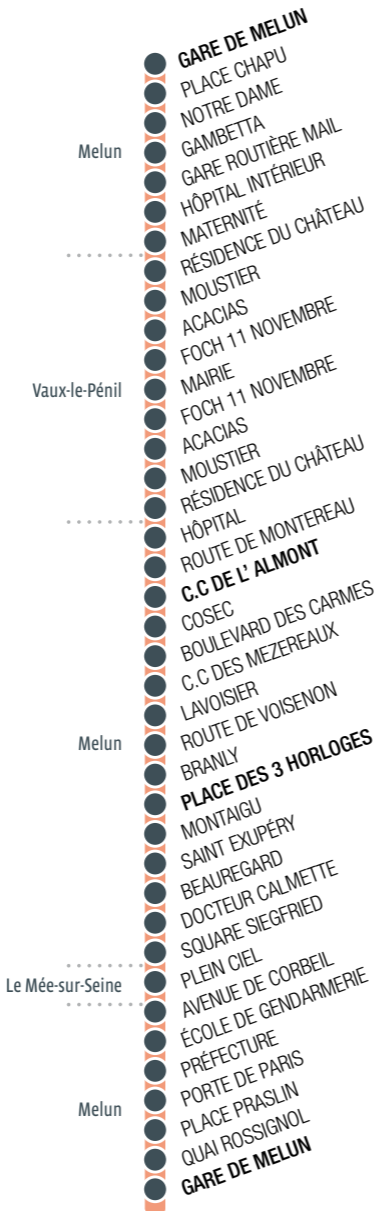 GARE DE MELUN
PLACE CHAPU
NOTRE DAME
GAMBETTA
Melun
GARE ROUTIÈRE MAIL
HÔPITAL INTÉRIEUR
MATERNITÉ
RÉSIDENCE DU CHÂTEAU
MOUSTIER
ACACIAS
FOCH 11 NOVEMBRE
Vaux-le-Pénil
MAIRIE
FOCH 11 NOVEMBRE
ACACIAS
MOUSTIER
RÉSIDENCE DU CHÂTEAU
HÔPITAL
ROUTE DE MONTEREAU
C.C DE L' ALMONT
COSEC
BOULEVARD DES CARMES
C.C DES MEZEREAUX
LAVOISIER
Melun
ROUTE DE VOISENON
BRANLY
PLACE DES 3 HORLOGES
MONTAIGU
SAINT EXUPÉRY
BEAUREGARD
DOCTEUR CALMETTE
SQUARE SIEGFRIED
Le Mée-sur-Seine
PLEIN CIEL
AVENUE DE CORBEIL
ÉCOLE DE GENDARMERIE
PRÉFECTURE
PORTE DE PARIS
Melun
PLACE PRASLIN
QUAI ROSSIGNOL
GARE DE MELUN